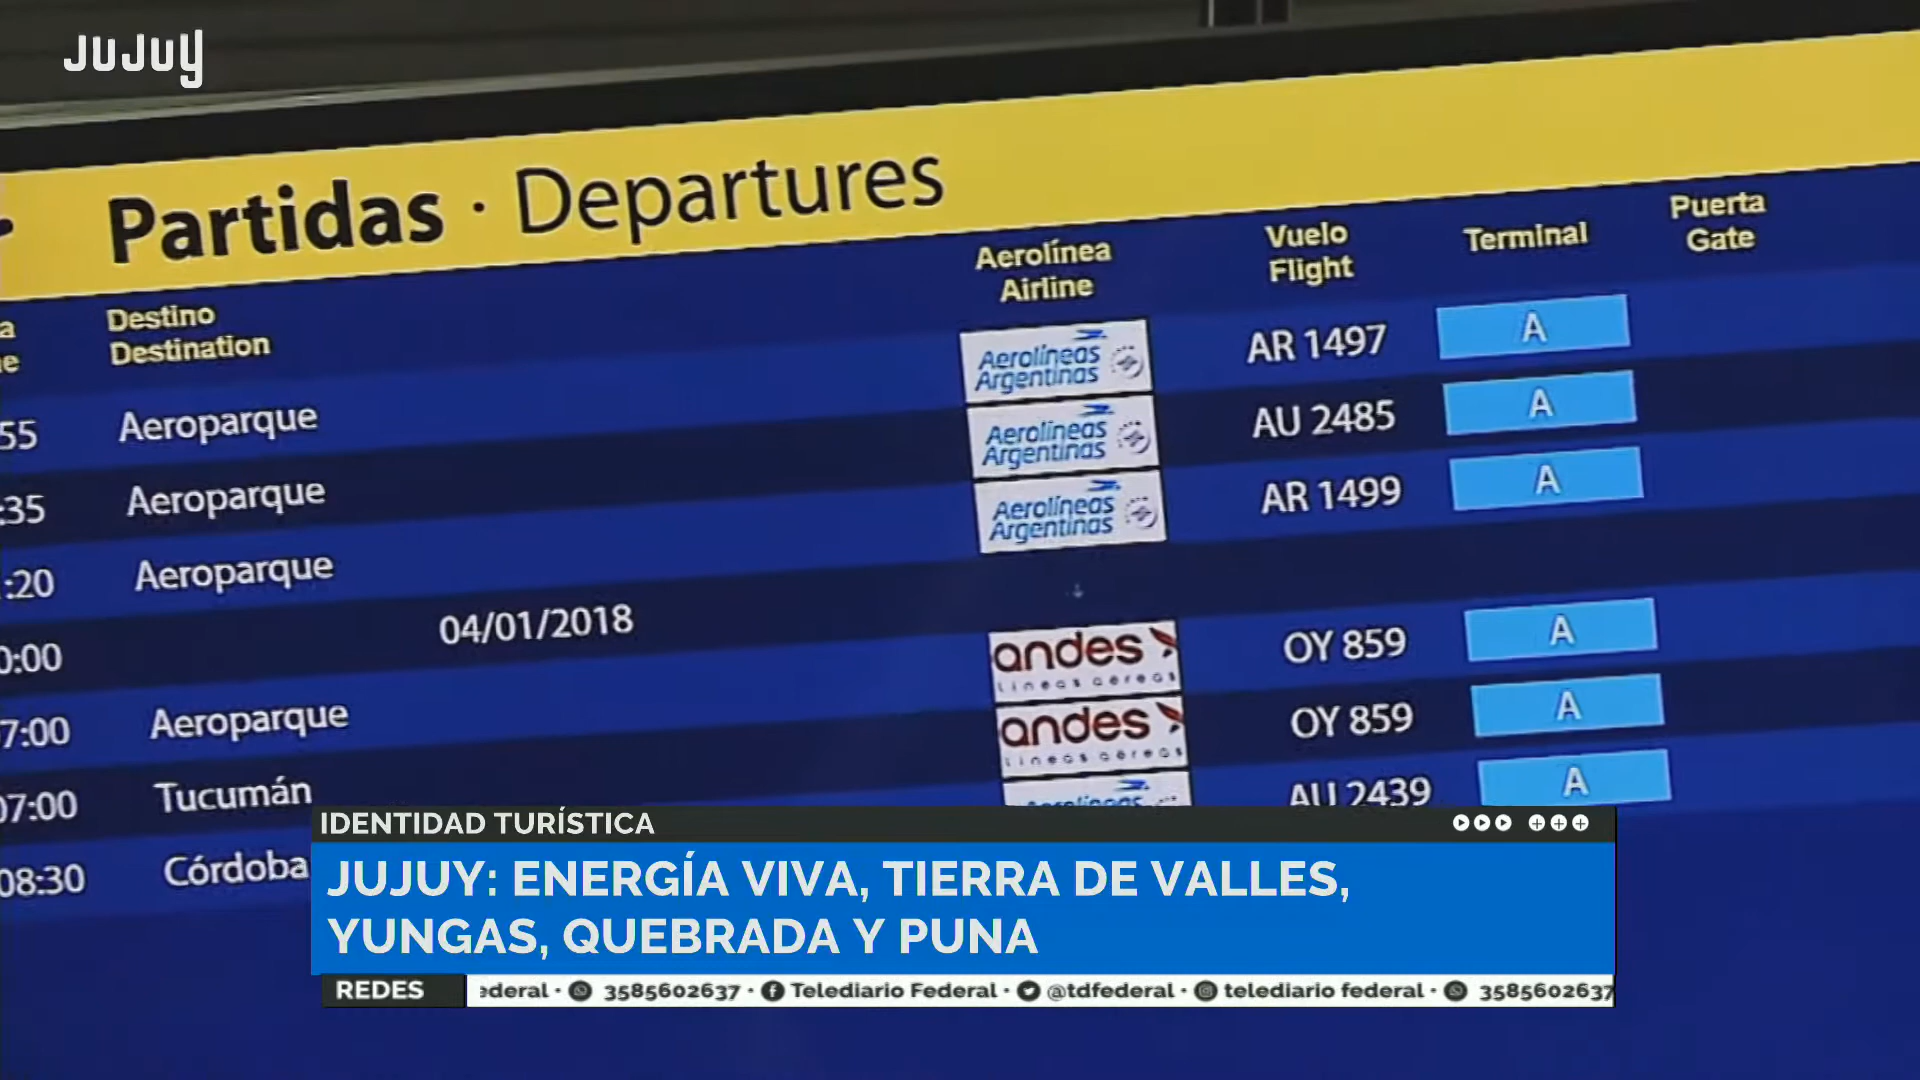 JUJUY
Partidas · Departures
Destino
Destination
Aerolínea
Airline
Vuelo
Flight
Terminal
Puerta
Gate
55 Aeroparque Aerolíneas Argentinas AR 1497 A
:35 Aeroparque Aerolíneas Argentinas AU 2485 A
:20 Aeroparque Aerolíneas Argentinas AR 1499 A
0:00 04/01/2018
7:00 Aeroparque andes líneas aéreas OY 859 A
07:00 Tucumán andes líneas aéreas OY 859 A
08:30 Córdoba Aerolíneas AU 2439 A
IDENTIDAD TURÍSTICA
JUJUY: ENERGÍA VIVA, TIERRA DE VALLES,
YUNGAS, QUEBRADA Y PUNA
REDES ederal · 3585602637 · Telediario Federal · @tdfederal · telediario federal · 3585602637